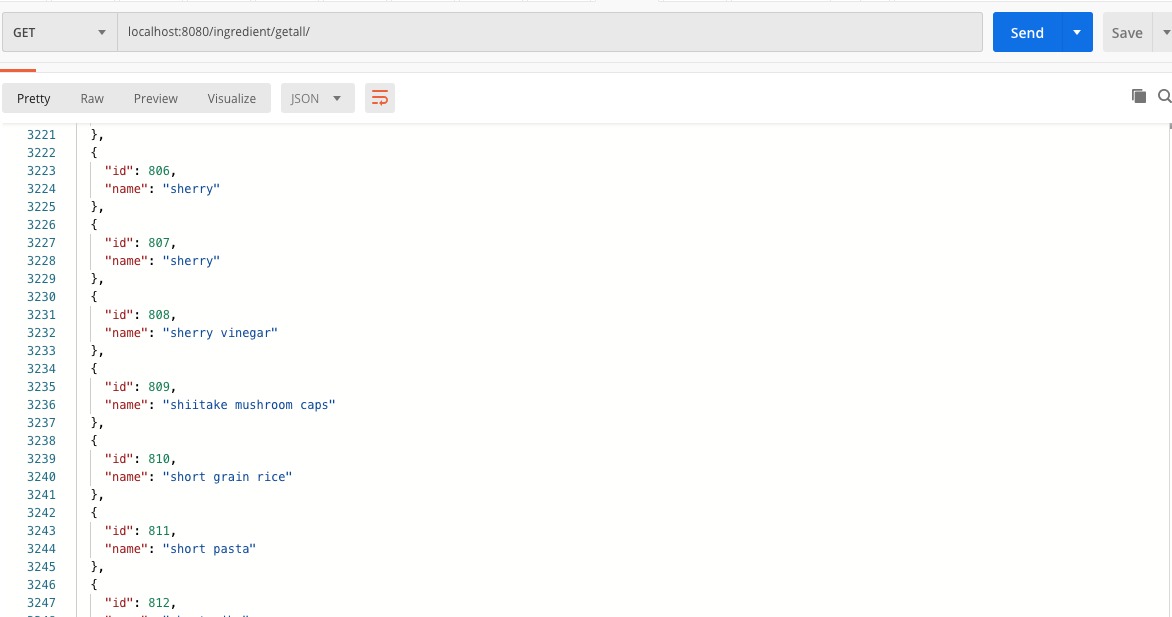 GET localhost:8080/ingredient/getall/ Send Save
Pretty Raw Preview Visualize JSON
3221 },
3222 {
3223 "id": 806,
3224 "name": "sherry"
3225 },
3226 {
3227 "id": 807,
3228 "name": "sherry"
3229 },
3230 {
3231 "id": 808,
3232 "name": "sherry vinegar"
3233 },
3234 {
3235 "id": 809,
3236 "name": "shiitake mushroom caps"
3237 },
3238 {
3239 "id": 810,
3240 "name": "short grain rice"
3241 },
3242 {
3243 "id": 811,
3244 "name": "short pasta"
3245 },
3246 {
3247 "id": 812,